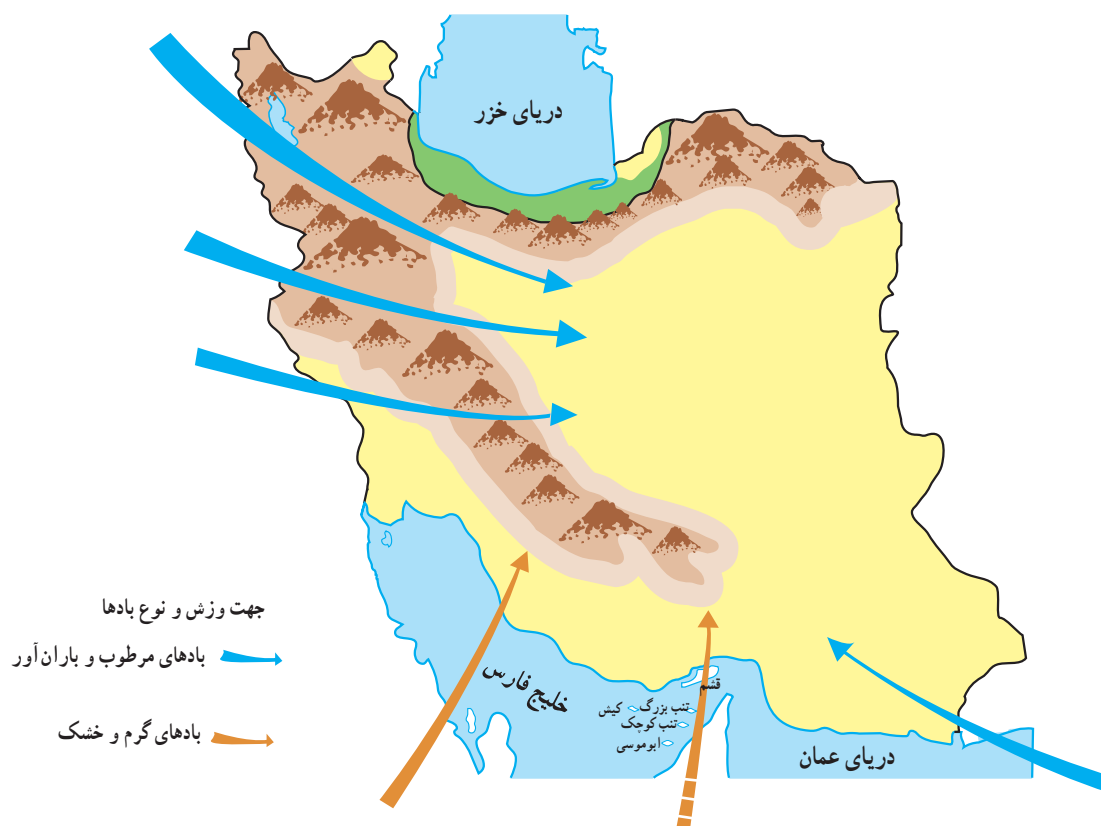 دریای خزر
جهت وزش و نوع بادها
بادهای مرطوب و باران‌آور
بادهای گرم و خشک
خلیج فارس
قشم
تنب بزرگ
کیش
تنب کوچک
ابوموسی
دریای عمان